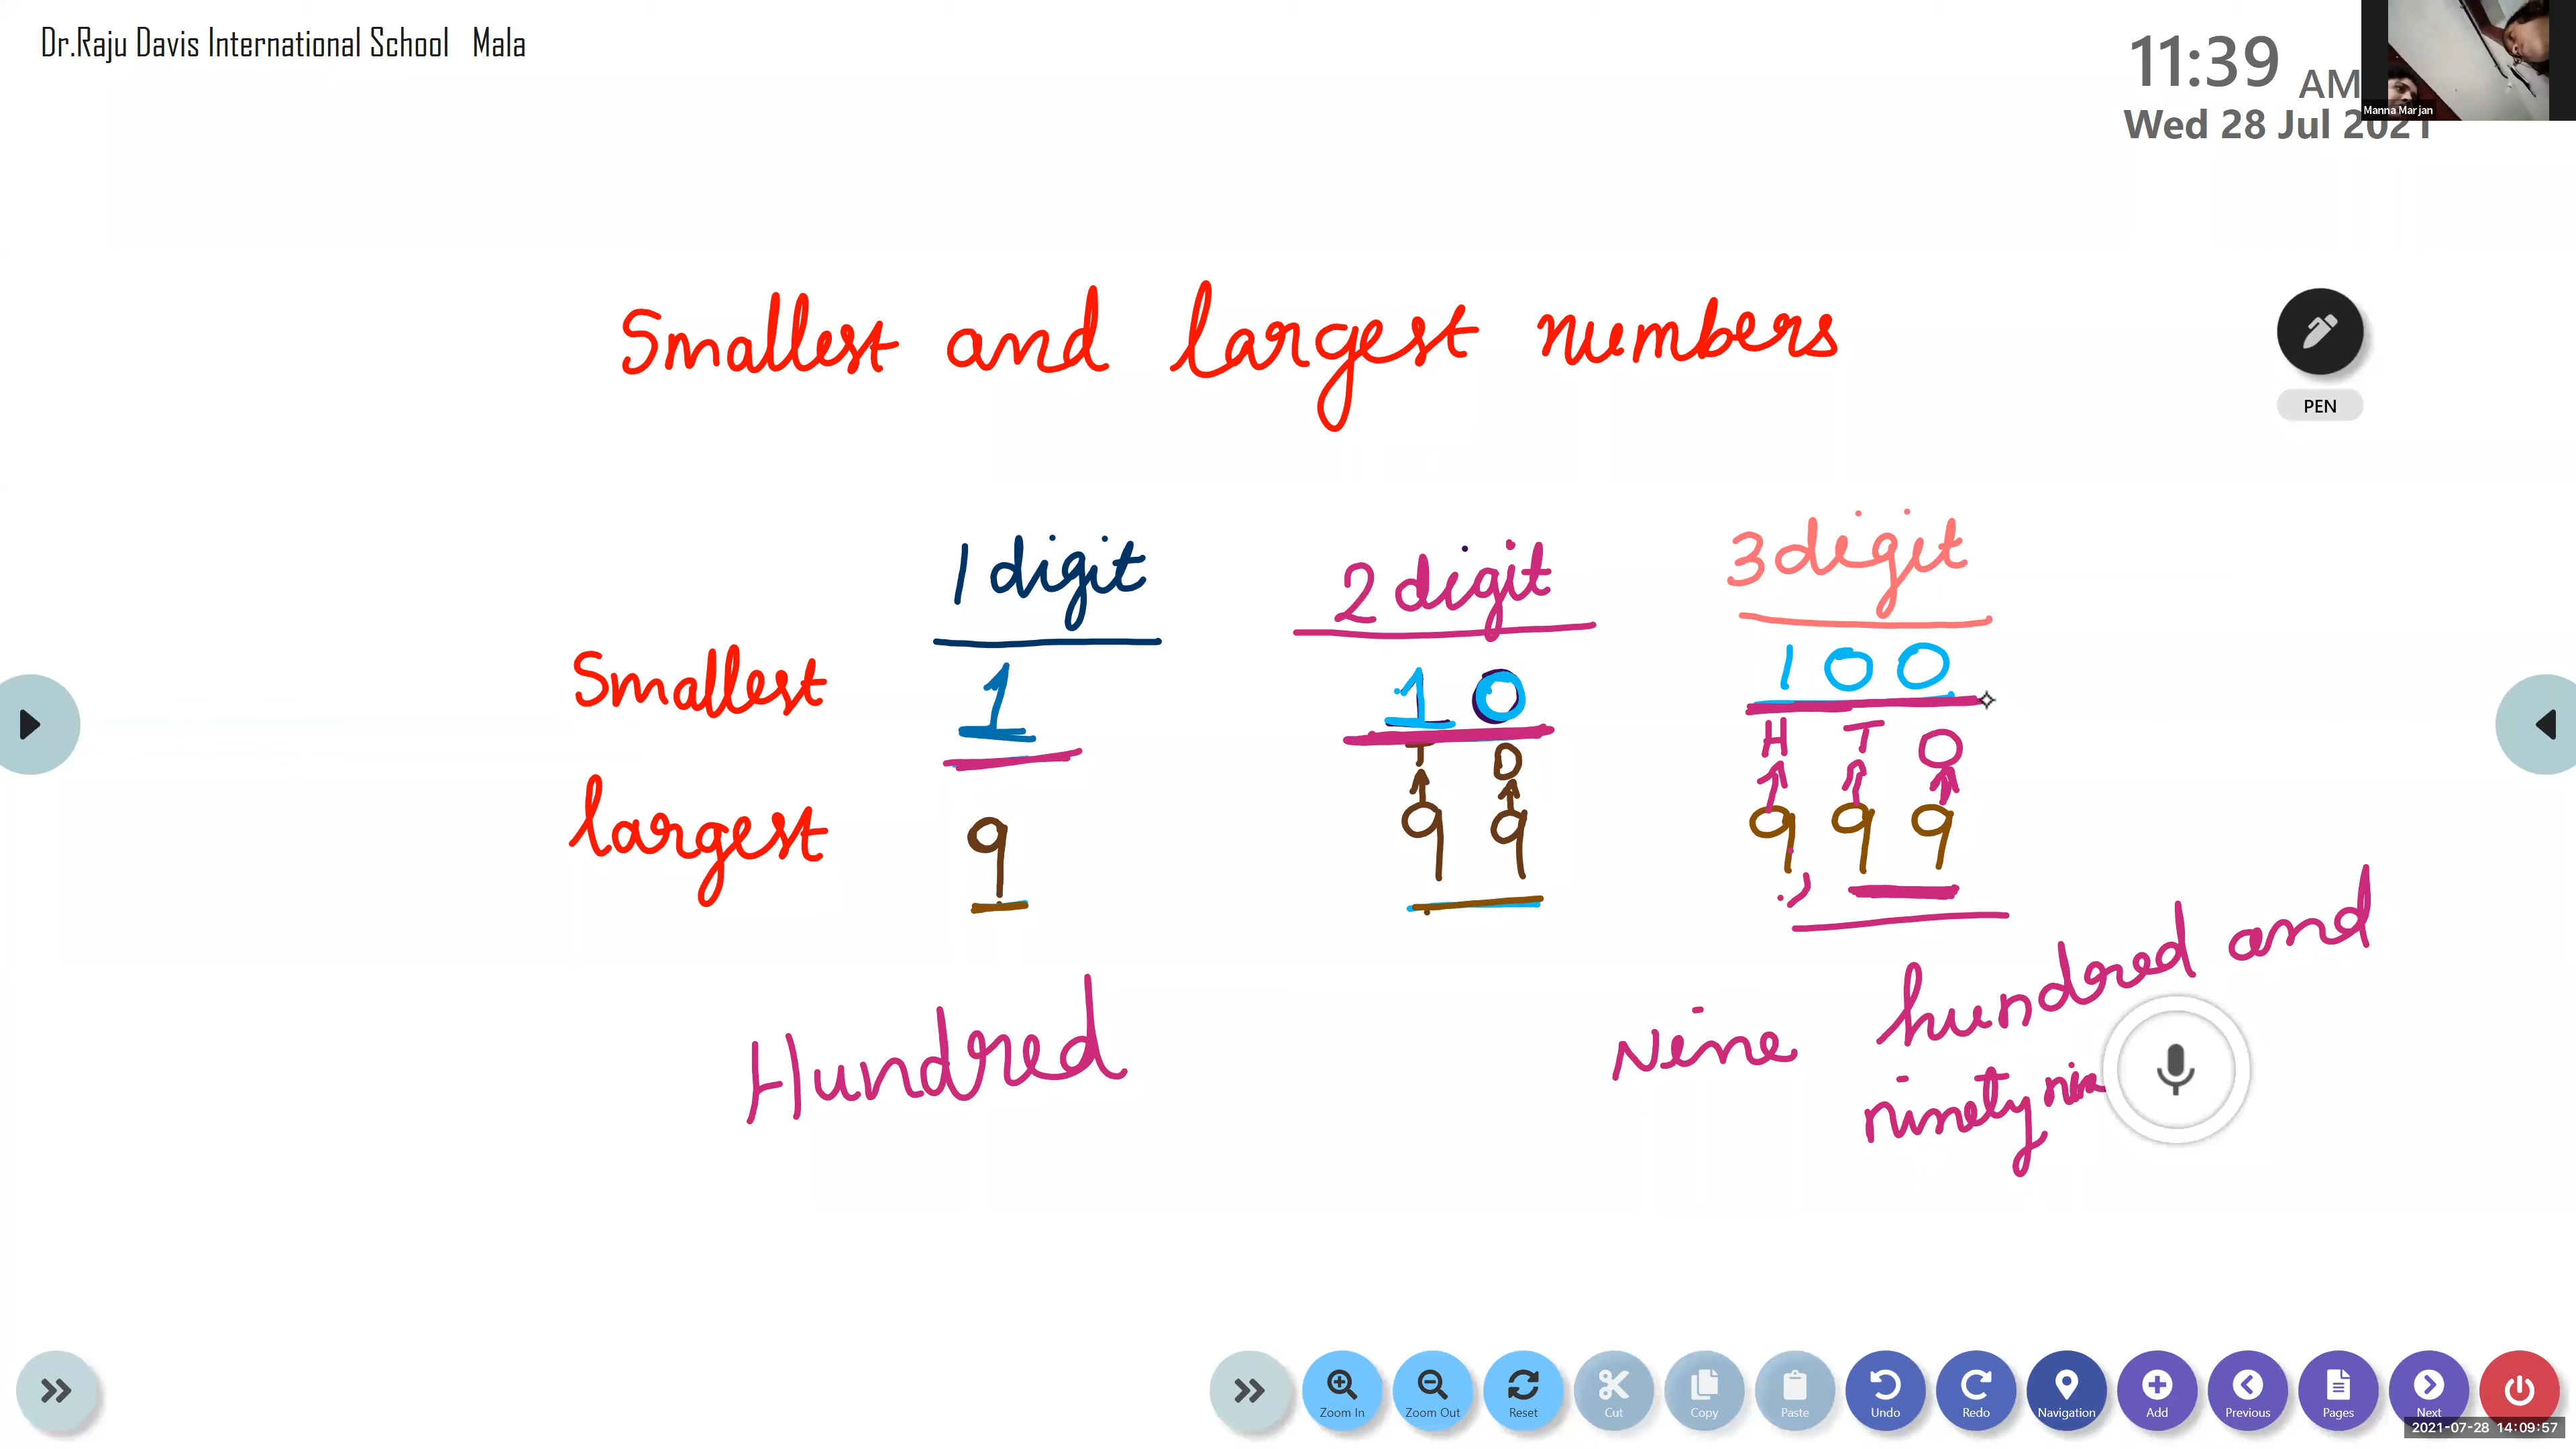 Dr.Raju Davis International School Mala
11:39 AM
Manna Marjan
Wed 28 Jul 2021
Smallest and largest numbers
PEN
1 digit 2 digit 3 digit
Smallest 1 10 100
T O H T O
largest 9 99 999
Hundred
Nine hundred and
ninety
Zoom In Zoom Out Reset Cut Copy Paste Undo Redo Navigation Add Previous Pages Next
2021-07-28 14:09:57